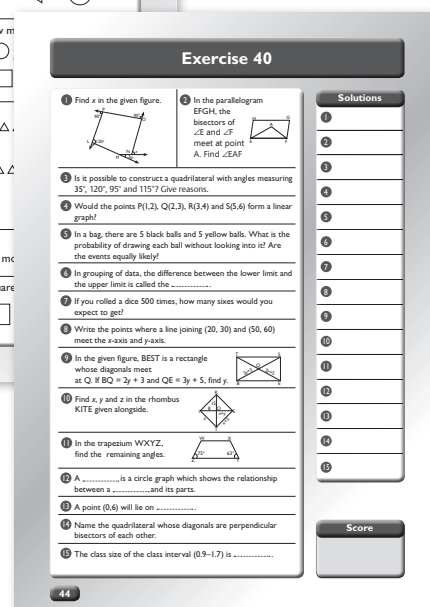 Exercise 40
1 Find x in the given figure.
2 In the parallelogram
EFGH, the
bisectors of
∠E and ∠F
meet at point
A. Find ∠EAF
3 Is it possible to construct a quadrilateral with angles measuring
35°, 120°, 95° and 115°? Give reasons.
4 Would the points P(1,2), Q(2,3), R(3,4) and S(5,6) form a linear
graph?
5 In a bag, there are 5 black balls and 5 yellow balls. What is the
probability of drawing each ball without looking into it? Are
the events equally likely?
6 In grouping of data, the difference between the lower limit and
the upper limit is called the ..............
7 If you rolled a dice 500 times, how many sixes would you
expect to get?
8 Write the points where a line joining (20, 30) and (50, 60)
meet the x-axis and y-axis.
9 In the given figure, BEST is a rectangle
whose diagonals meet
at Q. If BQ = 2y + 3 and QE = 3y + 5, find y.
10 Find x, y and z in the rhombus
KITE given alongside.
11 In the trapezium WXYZ,
find the remaining angles.
W X
75° 63°
Z Y
12 A .............. is a circle graph which shows the relationship
between a .............. and its parts.
13 A point (0,6) will lie on ..............
14 Name the quadrilateral whose diagonals are perpendicular
bisectors of each other.
15 The class size of the class interval (0.9–1.7) is ..............
44
Solutions
1
2
3
4
5
6
7
8
9
10
11
12
13
14
15
Score